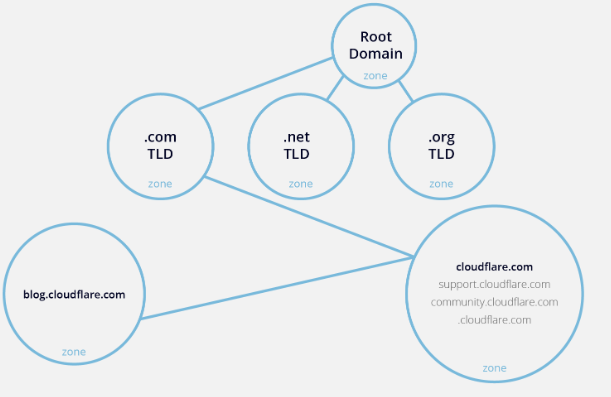 Root
Domain
zone
.com
TLD
zone
.net
TLD
zone
.org
TLD
zone
blog.cloudflare.com
zone
cloudflare.com
support.cloudflare.com
community.cloudflare.com
.cloudflare.com
zone